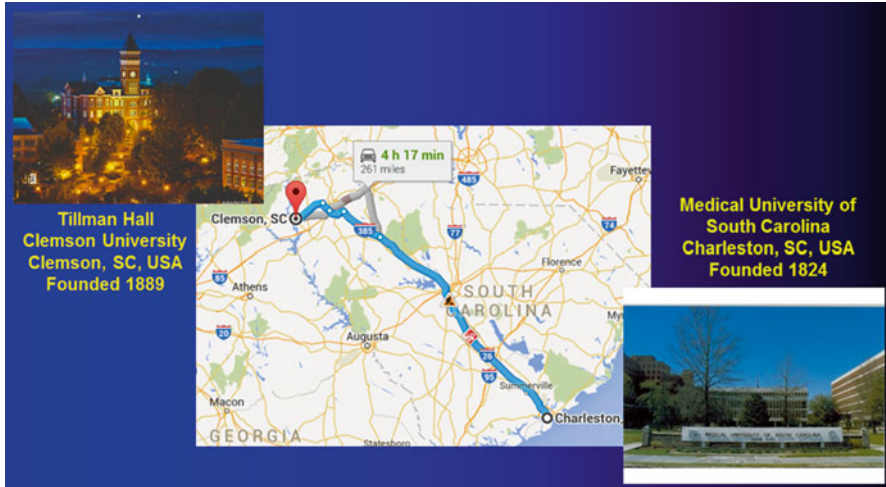 Tillman Hall
Clemson University
Clemson, SC, USA
Founded 1889
4 h 17 min
261 miles
485
Fayettev
Clemson, SC
385
77
74
85
Athens
Florence
SOUTH
CAROLINA
My
20
Augusta
26
95
Summerville
Macon
Charleston,
GEORGIA
Statesboro
Medical University of
South Carolina
Charleston, SC, USA
Founded 1824
MEDICAL UNIVERSITY OF SOUTH CAROLINA